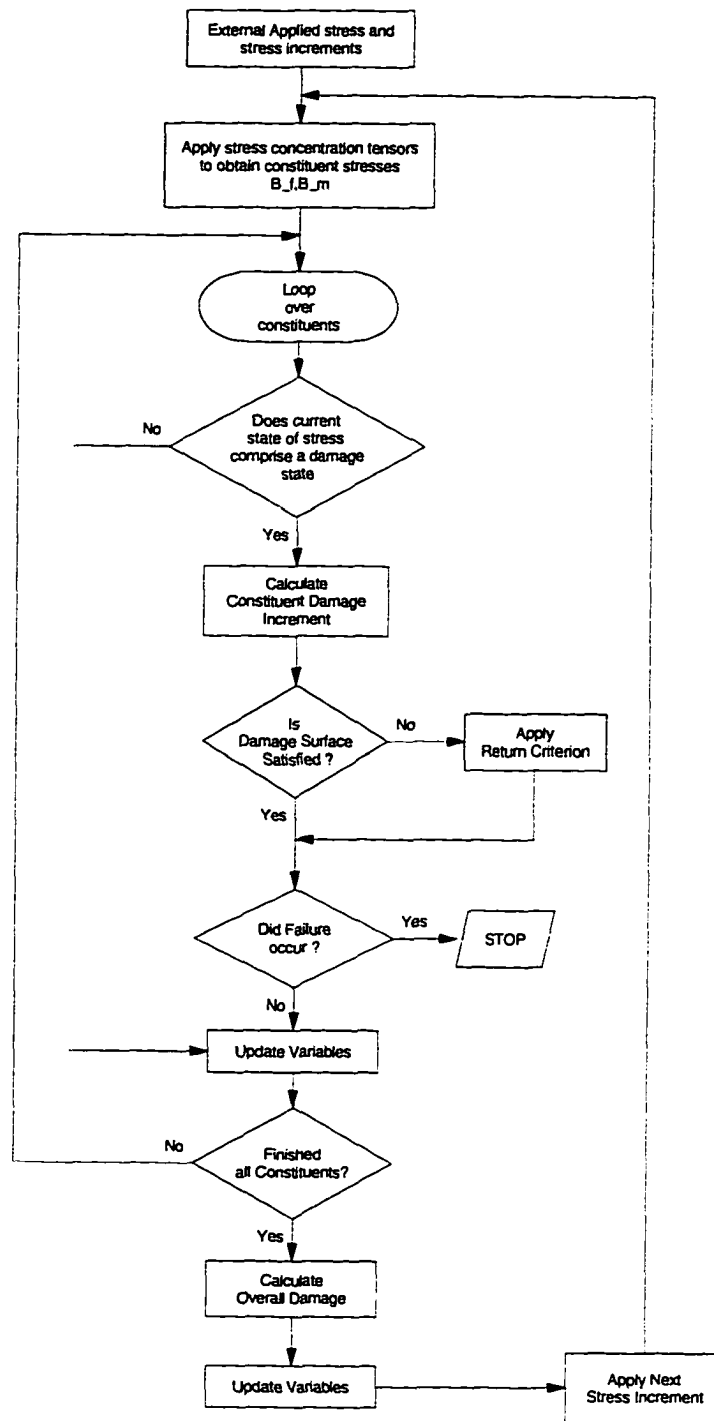 External Applied stress and
stress increments
Apply stress concentration tensors
to obtain constituent stresses
B_f,B_m
Loop
over
constituents
No
Does current
state of stress
comprise a damage
state
Yes
Calculate
Constituent Damage
Increment
Is
Damage Surface
Satisfied ?
No
Apply
Return Criterion
Yes
Did Failure
occur ?
Yes
STOP
No
Update Variables
No
Finished
all Constituents?
Yes
Calculate
Overall Damage
Update Variables
Apply Next
Stress Increment